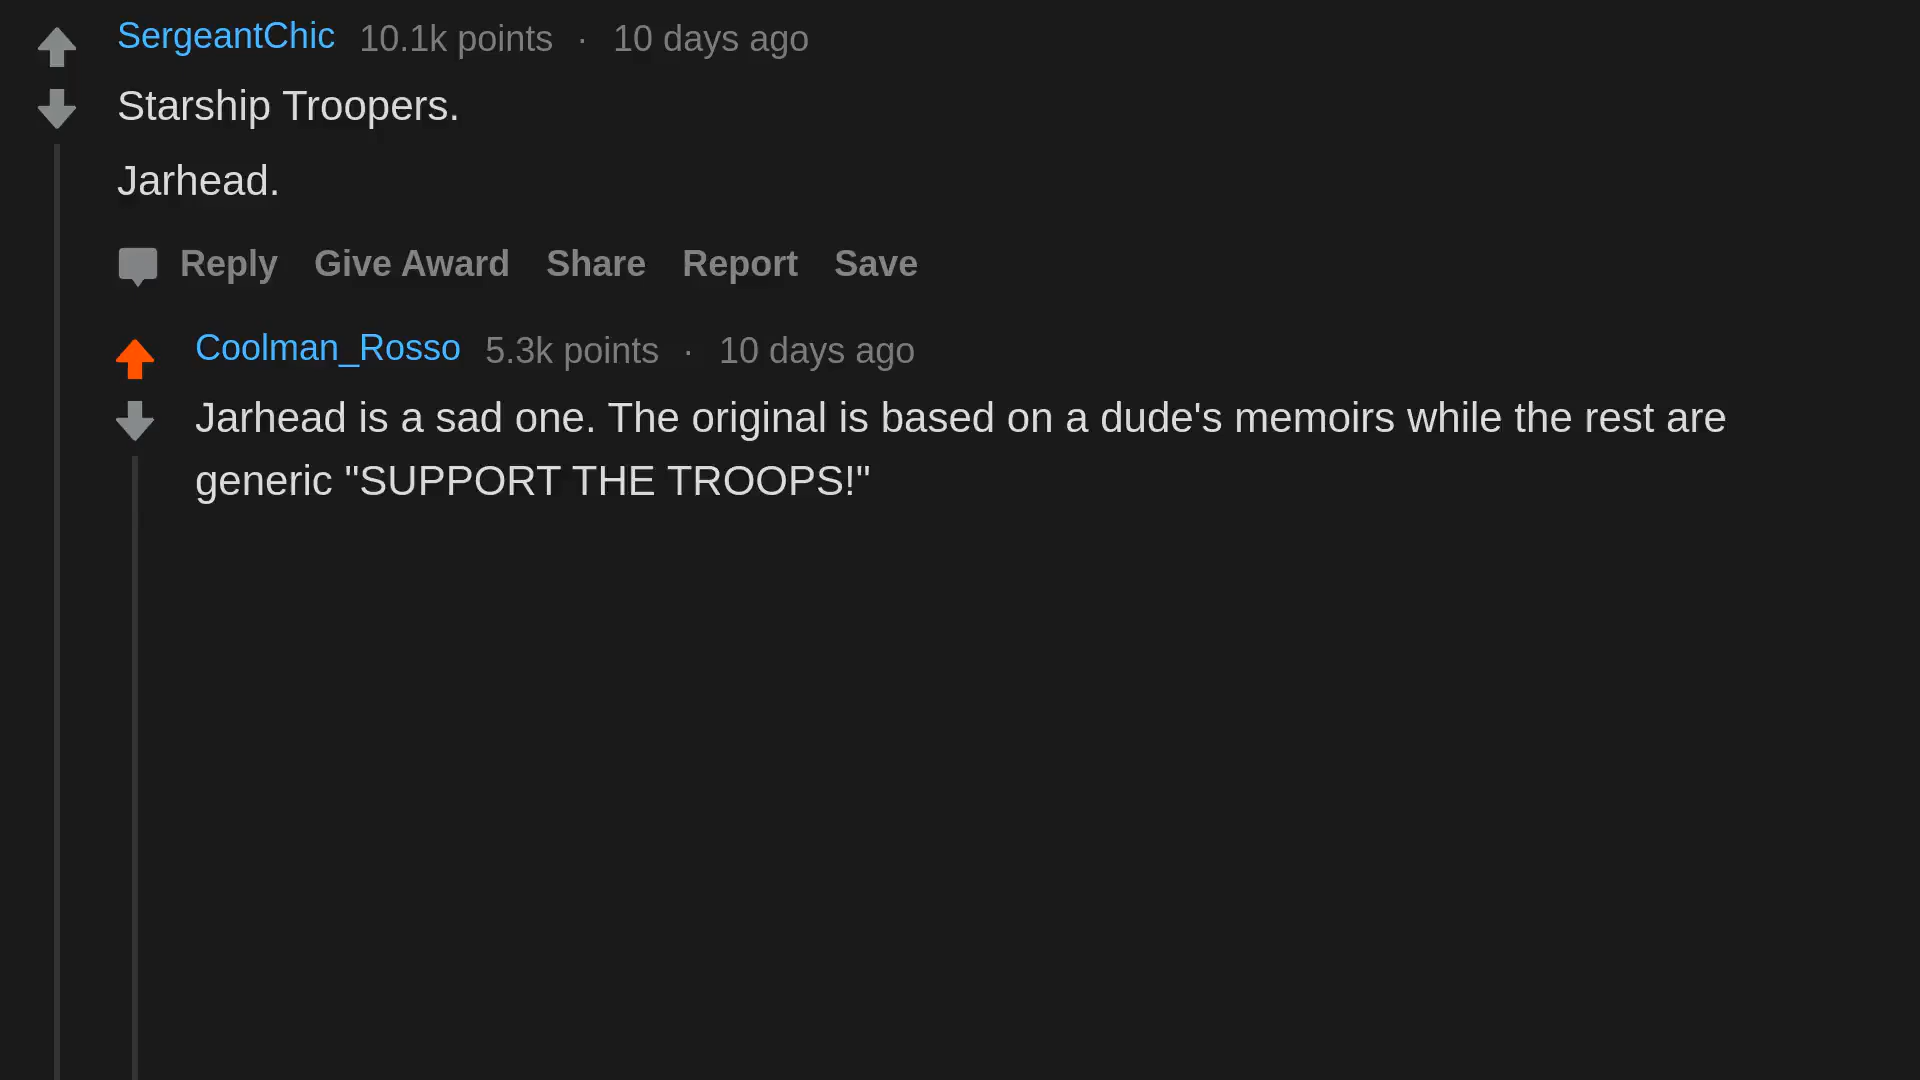 SergeantChic 10.1k points · 10 days ago
Starship Troopers.
Jarhead.
Reply Give Award Share Report Save
Coolman_Rosso 5.3k points · 10 days ago
Jarhead is a sad one. The original is based on a dude's memoirs while the rest are
generic "SUPPORT THE TROOPS!"